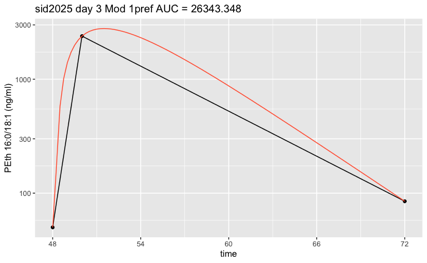 sid2025 day 3 Mod 1pref AUC = 26343.348
3000
1000
300
100
PEth 16:0/18:1 (ng/ml)
48 54 60 66 72
time